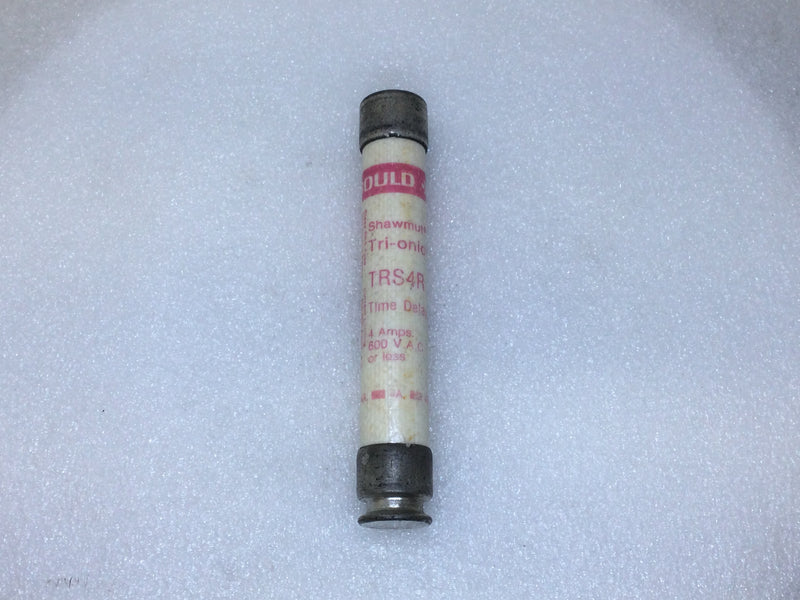 OULD
Shawmut
Tri-onic
TRS4R
Time Dela
4 Amps.
600 V.A.C.
or less